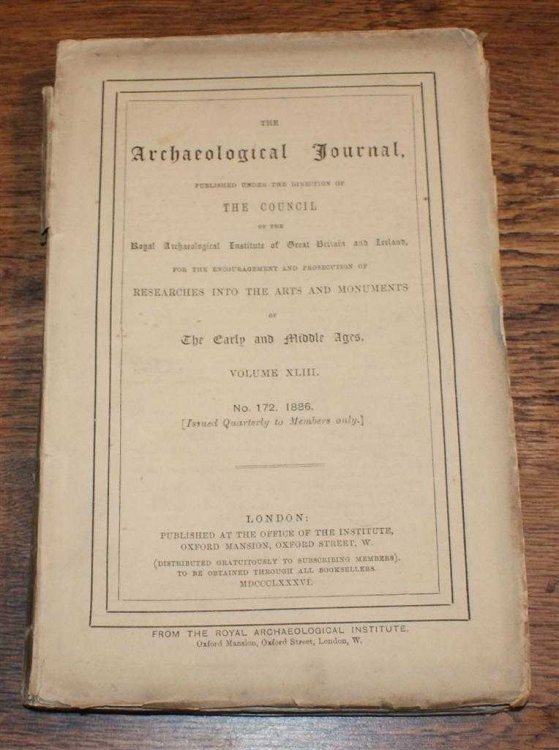 THE
Archaeological Journal,
PUBLISHED UNDER THE DIRECTION OF
THE COUNCIL
OF THE
Royal Archaeological Institute of Great Britain and Ireland,
FOR THE ENCOURAGEMENT AND PROSECUTION OF
RESEARCHES INTO THE ARTS AND MONUMENTS
OF
The Early and Middle Ages.
VOLUME XLIII.
No. 172. 1886.
[Issued Quarterly to Members only.]
LONDON:
PUBLISHED AT THE OFFICE OF THE INSTITUTE,
OXFORD MANSION, OXFORD STREET, W.
(DISTRIBUTED GRATUITOUSLY TO SUBSCRIBING MEMBERS).
TO BE OBTAINED THROUGH ALL BOOKSELLERS.
MDCCCLXXXVI.
FROM THE ROYAL ARCHAEOLOGICAL INSTITUTE,
Oxford Mansion, Oxford Street, London, W.